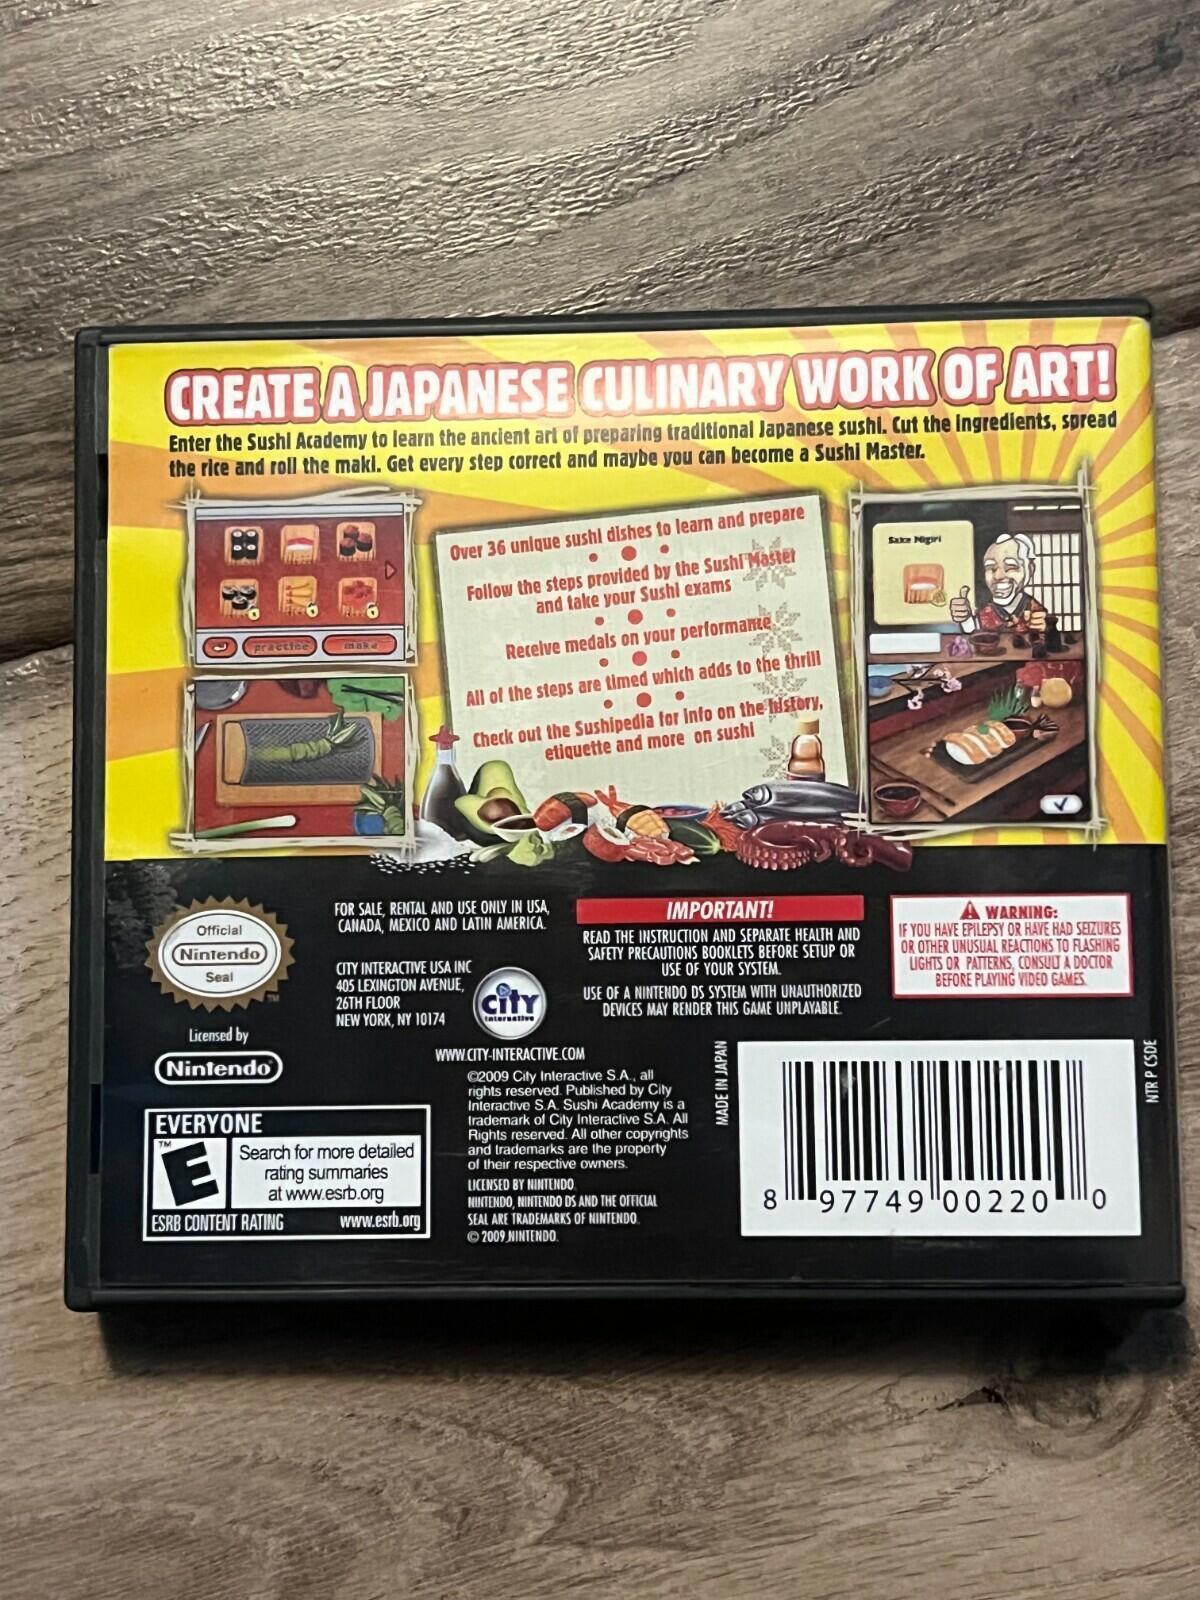 CREATE A JAPANESE CULINARY WORK OF ART!
Enter the Sushi Academy to learn the ancient art of preparing traditional Japanese sushi. Cut the ingredients, spread
the rice and roll the maki. Get every step correct and maybe you can become a Sushi Master.
practice
make
Over 36 unique sushi dishes to learn and prepare
Follow the steps provided by the Sushi Master
and take your Sushi exams
Receive medals on your performance
All of the steps are timed which adds to the thrill
Check out the Sushipedia for info on the history,
etiquette and more on sushi
Sake Nigiri
Official
Nintendo
Seal
TM
Licensed by
Nintendo®
FOR SALE, RENTAL AND USE ONLY IN USA,
CANADA, MEXICO AND LATIN AMERICA.
CITY INTERACTIVE USA INC
405 LEXINGTON AVENUE,
26TH FLOOR
NEW YORK, NY 10174
city
interactive
WWW.CITY-INTERACTIVE.COM
©2009 City Interactive S.A., all
rights reserved. Published by City
Interactive S.A. Sushi Academy is a
trademark of City Interactive S.A. All
Rights reserved. All other copyrights
and trademarks are the property
of their respective owners.
LICENSED BY NINTENDO.
NINTENDO, NINTENDO DS AND THE OFFICIAL
SEAL ARE TRADEMARKS OF NINTENDO.
© 2009 NINTENDO.
IMPORTANT!
READ THE INSTRUCTION AND SEPARATE HEALTH AND
SAFETY PRECAUTIONS BOOKLETS BEFORE SETUP OR
USE OF YOUR SYSTEM.
USE OF A NINTENDO DS SYSTEM WITH UNAUTHORIZED
DEVICES MAY RENDER THIS GAME UNPLAYABLE.
WARNING:
IF YOU HAVE EPILEPSY OR HAVE HAD SEIZURES
OR OTHER UNUSUAL REACTIONS TO FLASHING
LIGHTS OR PATTERNS, CONSULT A DOCTOR
BEFORE PLAYING VIDEO GAMES.
EVERYONE
TM
E
Search for more detailed
rating summaries
at www.esrb.org
ESRB CONTENT RATING www.esrb.org
MADE IN JAPAN
8 97749 00220 0
NTR P CSDE